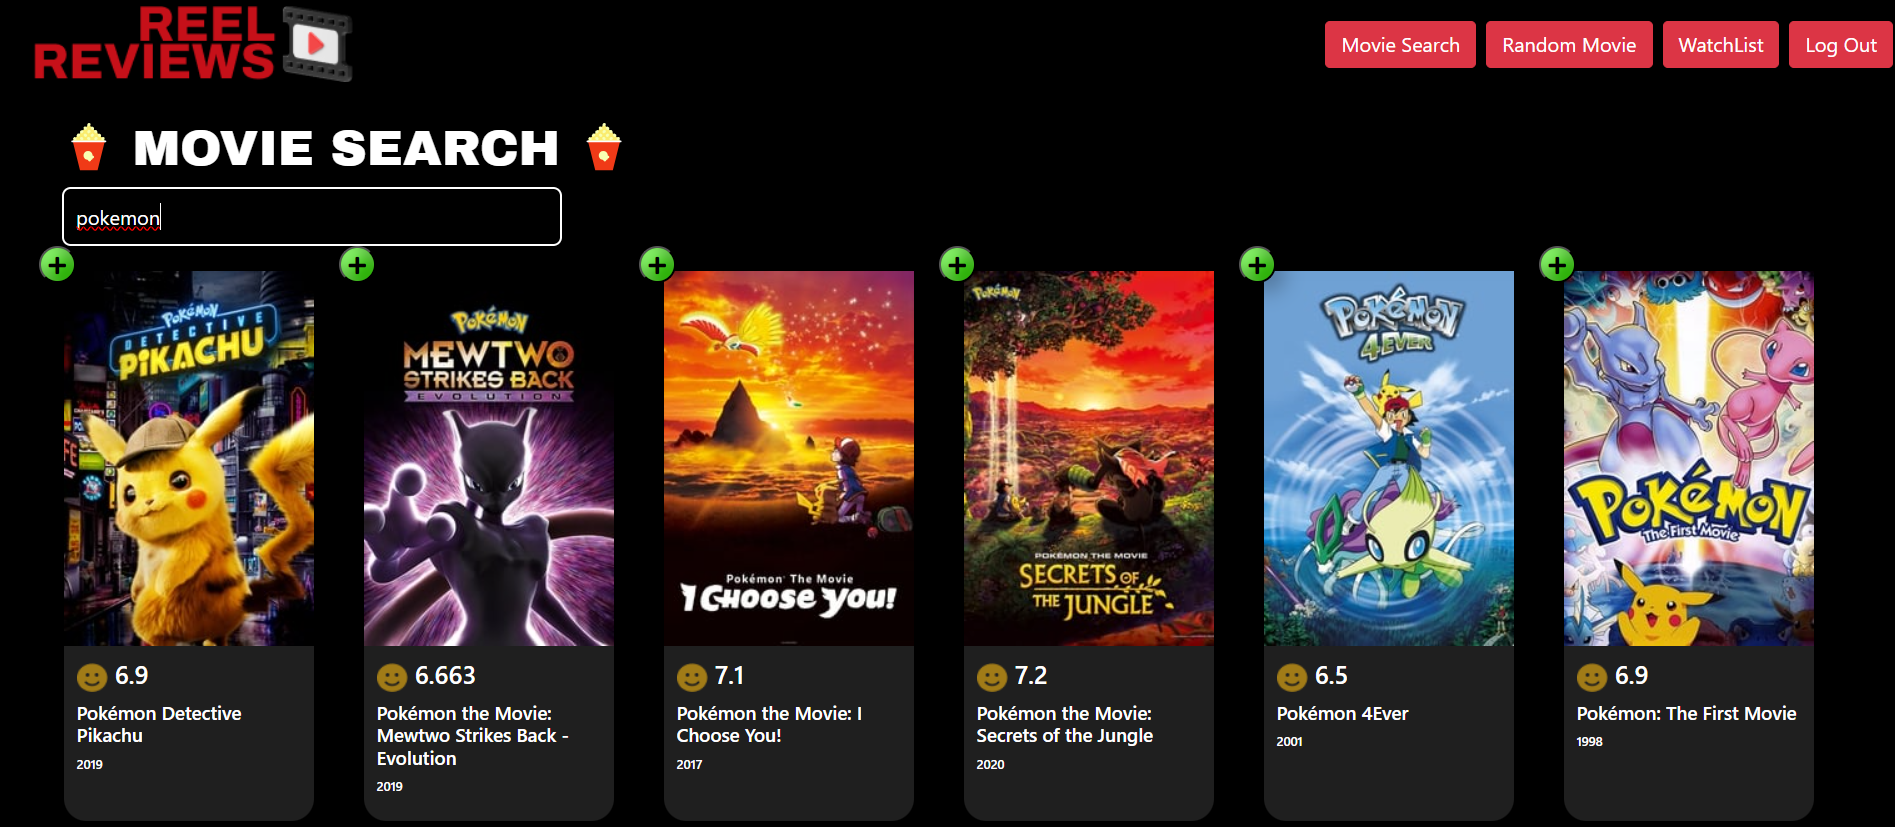 REEL
REVIEWS
Movie Search
Random Movie
WatchList
Log Out
MOVIE SEARCH
pokemon
POKÉMON
DETECTIVE
PIKACHU
6.9
Pokémon Detective
Pikachu
2019
POKÉMON
MEWTWO
STRIKES BACK
EVOLUTION
6.663
Pokémon the Movie:
Mewtwo Strikes Back -
Evolution
2019
Pokémon The Movie
I CHOOSE YOU!
7.1
Pokémon the Movie: I
Choose You!
2017
POKÉMON
POKÉMON THE MOVIE
SECRETS OF
THE JUNGLE
7.2
Pokémon the Movie:
Secrets of the Jungle
2020
POKÉMON
4EVER
6.5
Pokémon 4Ever
2001
POKÉMON
The First Movie
6.9
Pokémon: The First Movie
1998